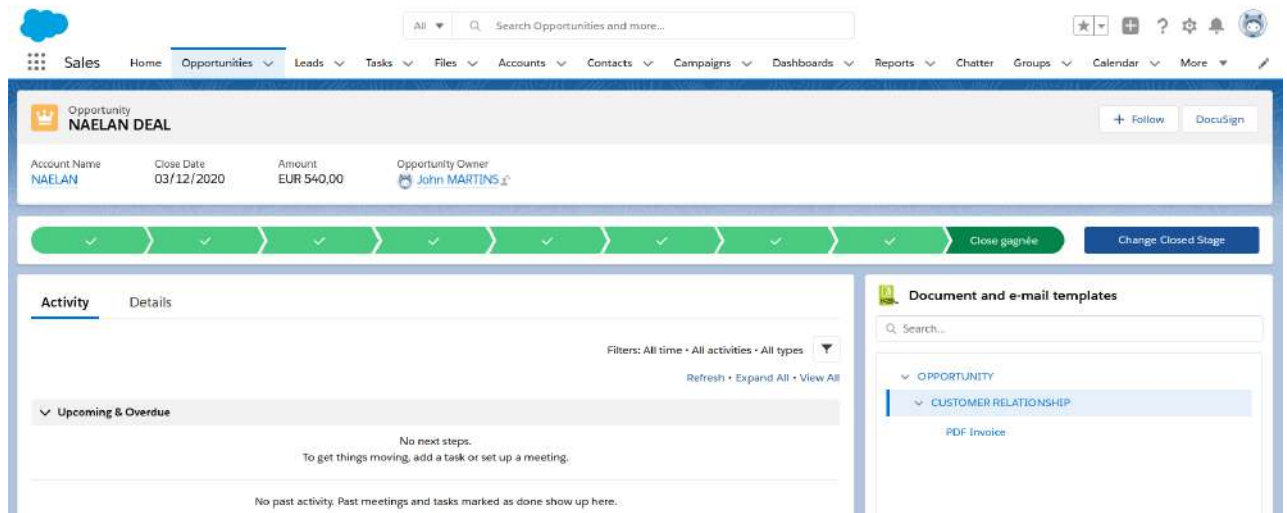 All
Search Opportunities and more...
Sales Home Opportunities Leads Tasks Files Accounts Contacts Campaigns Dashboards Reports Chatter Groups Calendar More
Opportunity
NAELAN DEAL
+ Follow DocuSign
Account Name Close Date Amount Opportunity Owner
NAELAN 03/12/2020 EUR 540,00 John MARTINS
Close gagnée Change Closed Stage
Activity Details
Filters: All time • All activities • All types
Refresh • Expand All • View All
Upcoming & Overdue
No next steps.
To get things moving, add a task or set up a meeting.
No past activity. Past meetings and tasks marked as done show up here.
Document and e-mail templates
Search...
OPPORTUNITY
CUSTOMER RELATIONSHIP
PDF Invoice